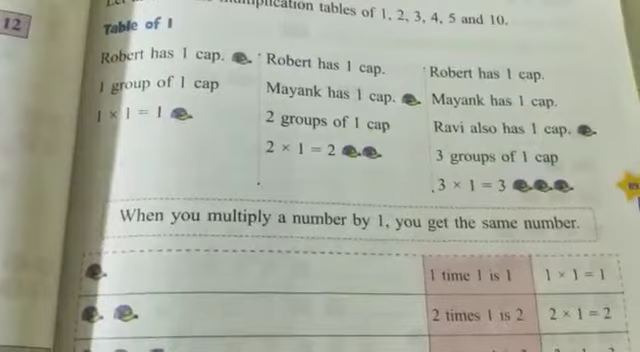 12
multiplication tables of 1, 2, 3, 4, 5 and 10.
Table of 1
Robert has 1 cap.
1 group of 1 cap
1 × 1 = 1
Robert has 1 cap.
Mayank has 1 cap.
2 groups of 1 cap
2 × 1 = 2
Robert has 1 cap.
Mayank has 1 cap.
Ravi also has 1 cap.
3 groups of 1 cap
3 × 1 = 3
When you multiply a number by 1, you get the same number.
1 time 1 is 1 1 × 1 = 1
2 times 1 is 2 2 × 1 = 2